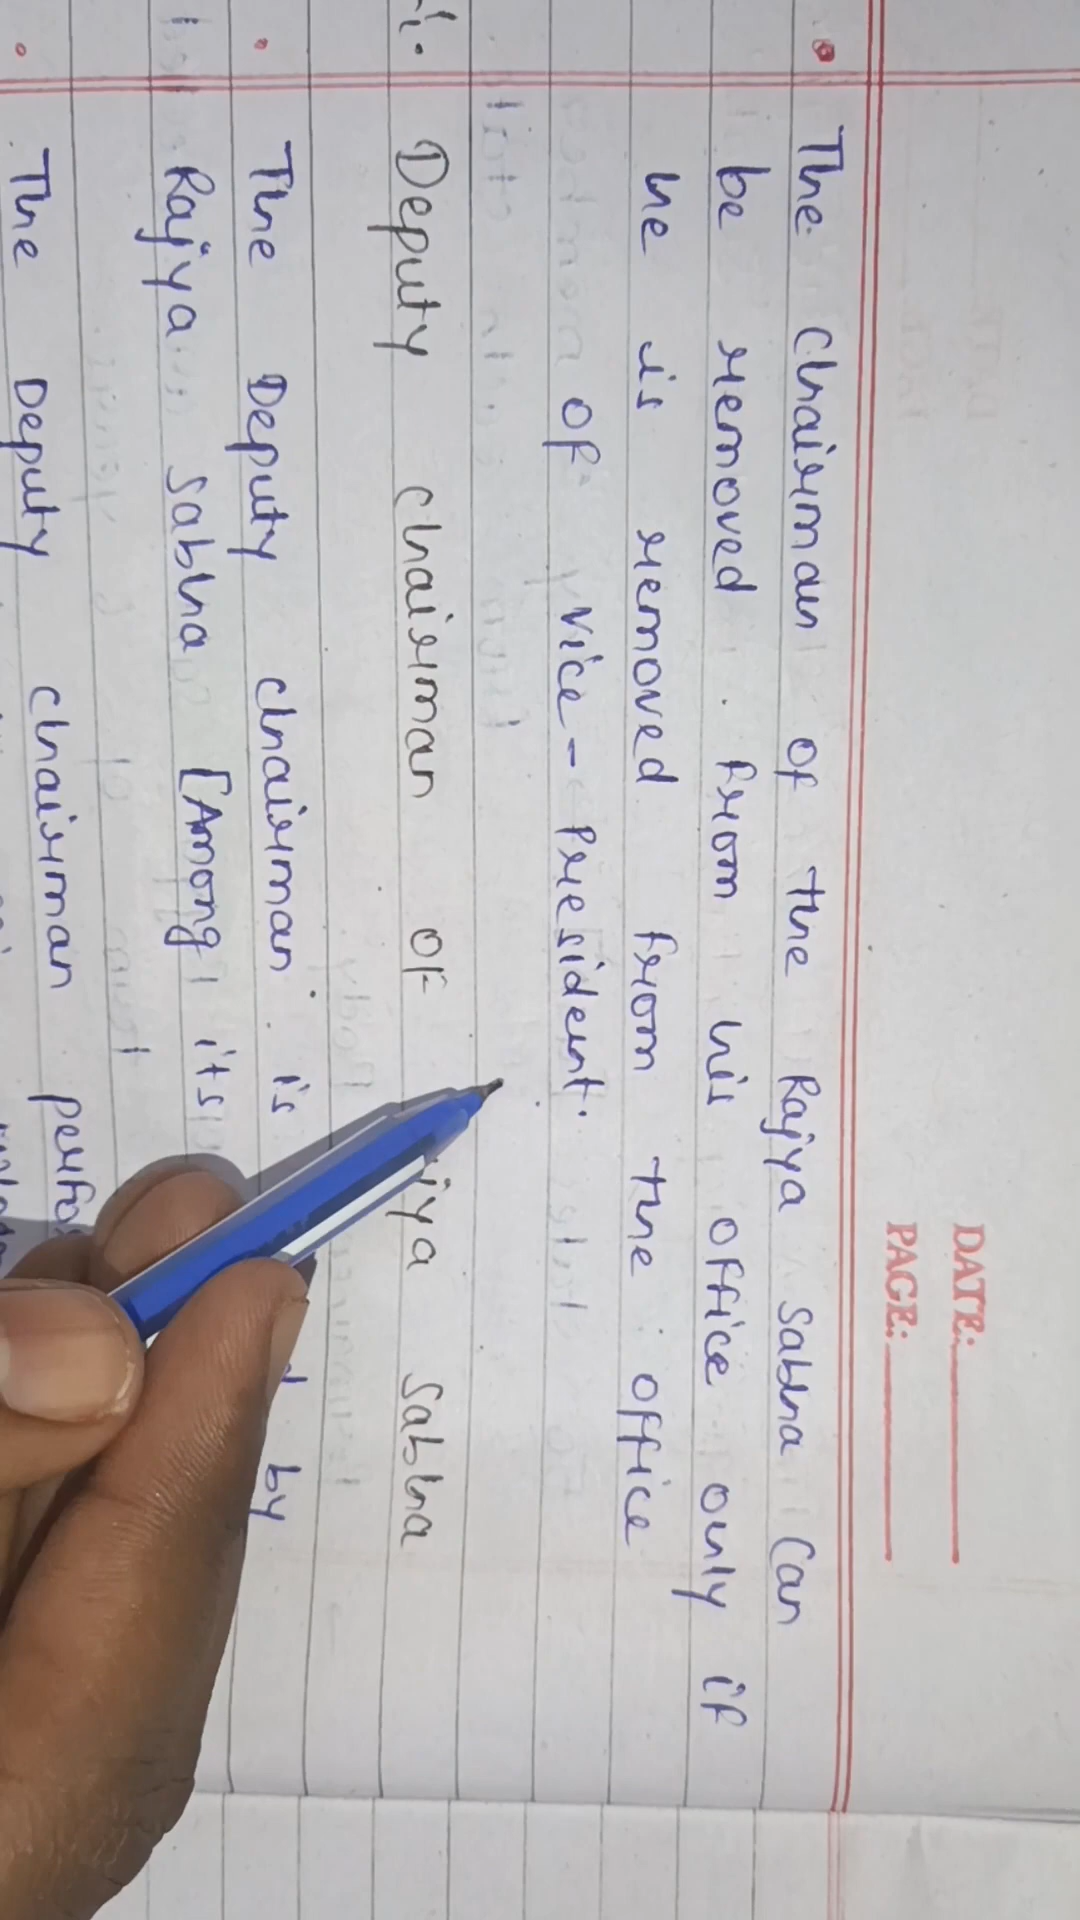 DATE:
PAGE:
The Chairman of the Rajya Sabha can
be removed from his office only if
he is removed from the office
of Vice-President.
Deputy Chairman of Sabha
The Deputy Chairman is by
Rajya Sabha [Among its
The Deputy Chairman